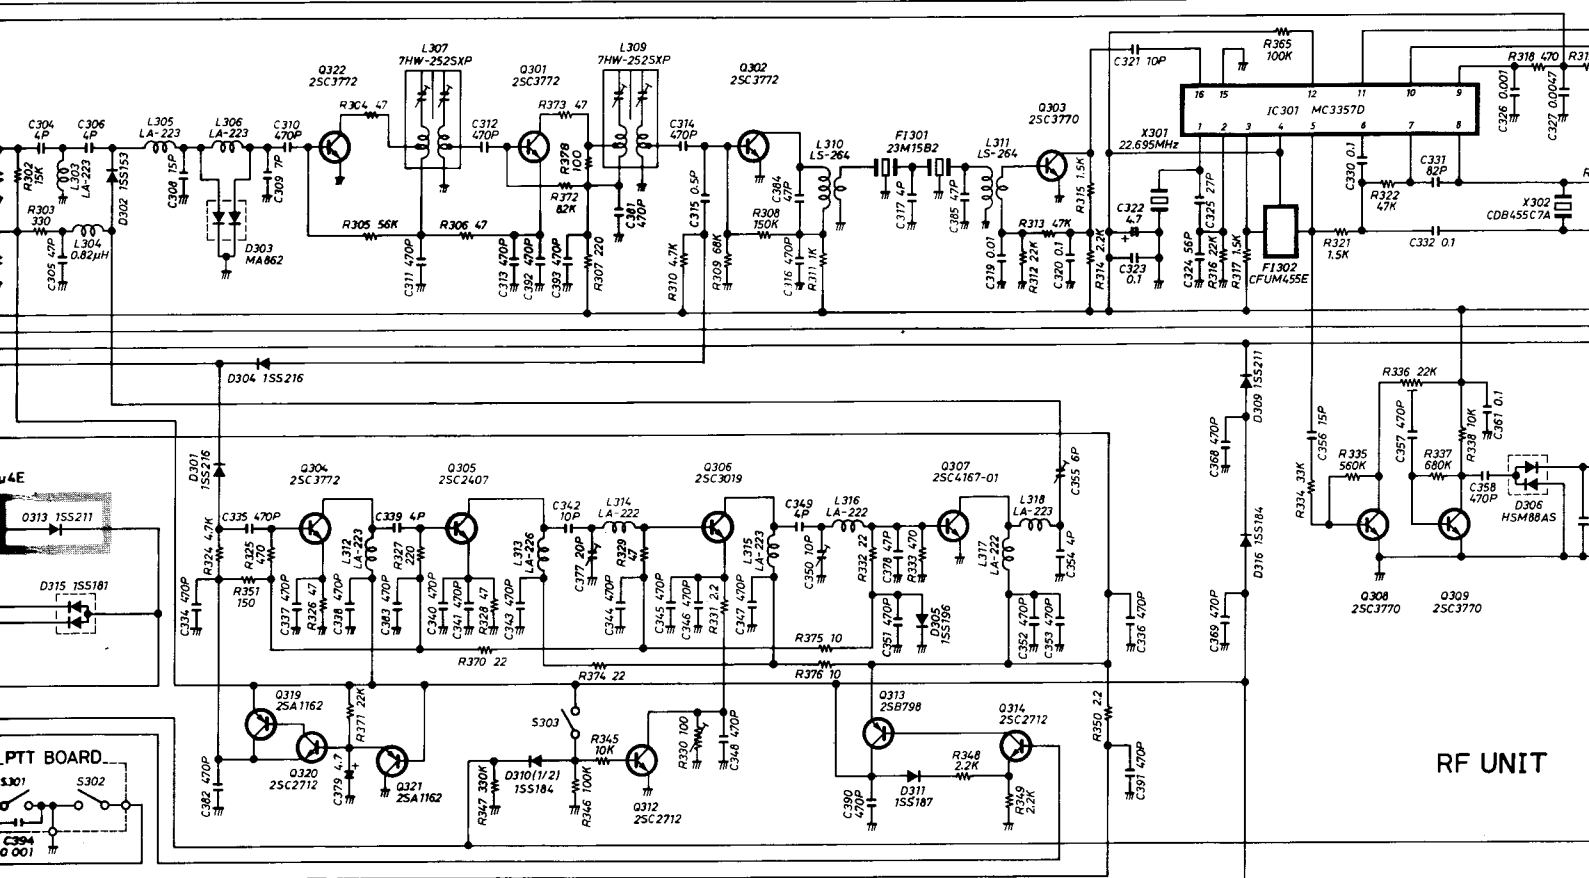 L307
7HW-252SXP
L309
7HW-252SXP
Q322
2SC3772
Q301
2SC3772
Q302
2SC3772
R365
100K
C321 10P
R318 470
C326 0.001
C327 0.0047
16
15
12
11
10
9
IC301 MC3357D
1
2
3
4
5
6
7
8
R304 47
R373 47
Q303
2SC3770
X301
22.695MHz
C304
4P
C306
4P
L305
LA-223
L306
LA-223
C310
470P
C312
470P
R378
100
C314
470P
L310
LS-264
FI301
23M15B2
L311
LS-264
R302
15K
L303
LA-223
D302 1SS153
C308 15P
C309 7P
R372
82K
C381
470P
C315 0.5P
C384
47P
C317 4P
C385 47P
R315 1.5K
C330 0.1
C331
82P
R322
47K
X302
CDB455C7A
R303
330
L304
0.82μH
C305 47P
D303
MA862
R305 56K
R306 47
R308
150K
R313 47K
C322
4.7
C325 27P
C311 470P
C313 470P
C392 470P
C393 470P
R307 220
R310 47K
R309 68K
C316 470P
R311 1K
C319 0.01
R312 22K
C320 0.1
R314 2.2K
C323
0.1
C324 56P
R316 22K
R317 1.5K
FI302
CFUM455E
R321
1.5K
C332 0.1
D304 1SS216
D309 1SS211
R336 22K
C368 470P
C356 15P
C357 470P
R338 10K
C361 0.1
μ4E
D313 1SS211
D301
1SS216
Q304
2SC3772
Q305
2SC2407
Q306
2SC3019
Q307
2SC4167-01
C355 6P
R335
560K
R337
680K
C358
470P
D306
HSM88AS
R334 33K
R324 4.7K
C335 470P
R325
470
L312
LA-223
C339 4P
R327
220
L313
LA-226
C342
10P
L314
LA-222
C377 20P
R329
47
L315
LA-223
C349
4P
L316
LA-222
C350 10P
R332 22
C378 47P
R333 470
L317
LA-222
L318
LA-223
C354 4P
D316 1SS184
Q308
2SC3770
Q309
2SC3770
D315 1SS181
C334 470P
R351
150
C337 470P
R326 47
C338 470P
C383 470P
C340 470P
C341 470P
R328 47
C343 470P
C344 470P
C345 470P
C346 470P
R331 2.2
C347 470P
R375 10
C351 470P
D305
1SS196
C352 470P
C353 470P
C336 470P
C369 470P
R370 22
R374 22
R376 10
Q319
2SA1162
R371 22K
S303
R345
10K
R330 100
C348 470P
Q313
2SB798
Q314
2SC2712
R350 2.2
PTT BOARD
S301
S302
C394
0.001
C382 470P
Q320
2SC2712
C379 4.7
Q321
2SA1162
R347 330K
D310(1/2)
1SS184
R346 100K
Q312
2SC2712
C390
470P
D311
1SS187
R348
2.2K
R349
2.2K
C391 470P
RF UNIT